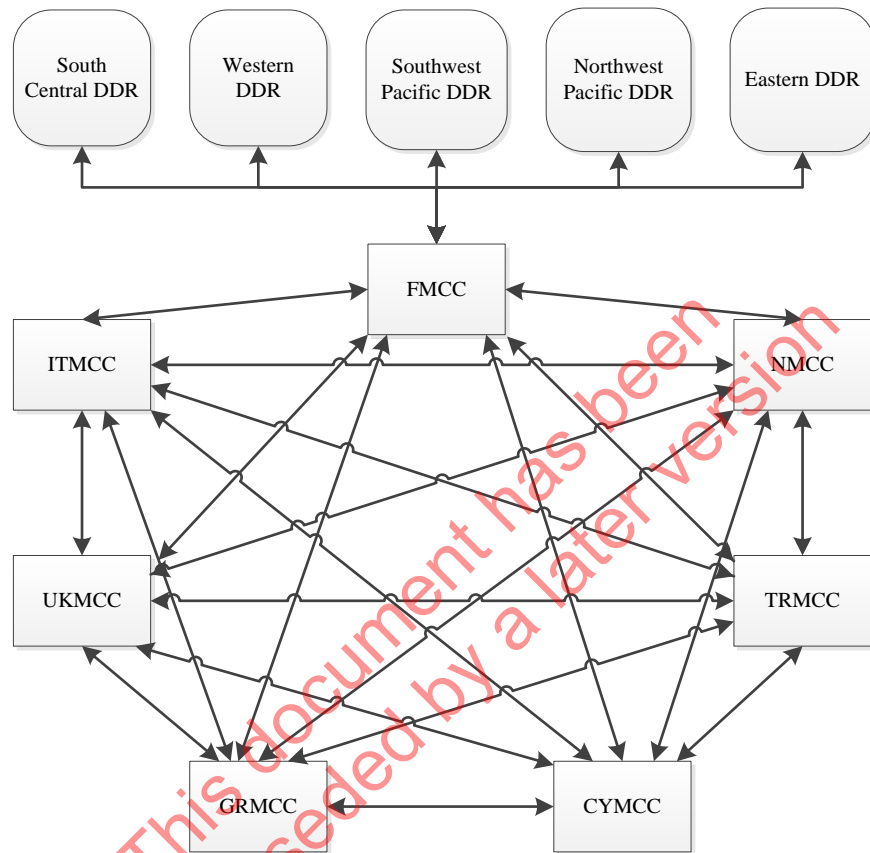 South
Central DDR
Western
DDR
Southwest
Pacific DDR
Northwest
Pacific DDR
Eastern DDR
FMCC
ITMCC
NMCC
UKMCC
TRMCC
GRMCC
CYMCC
This document has been
seded by a later version